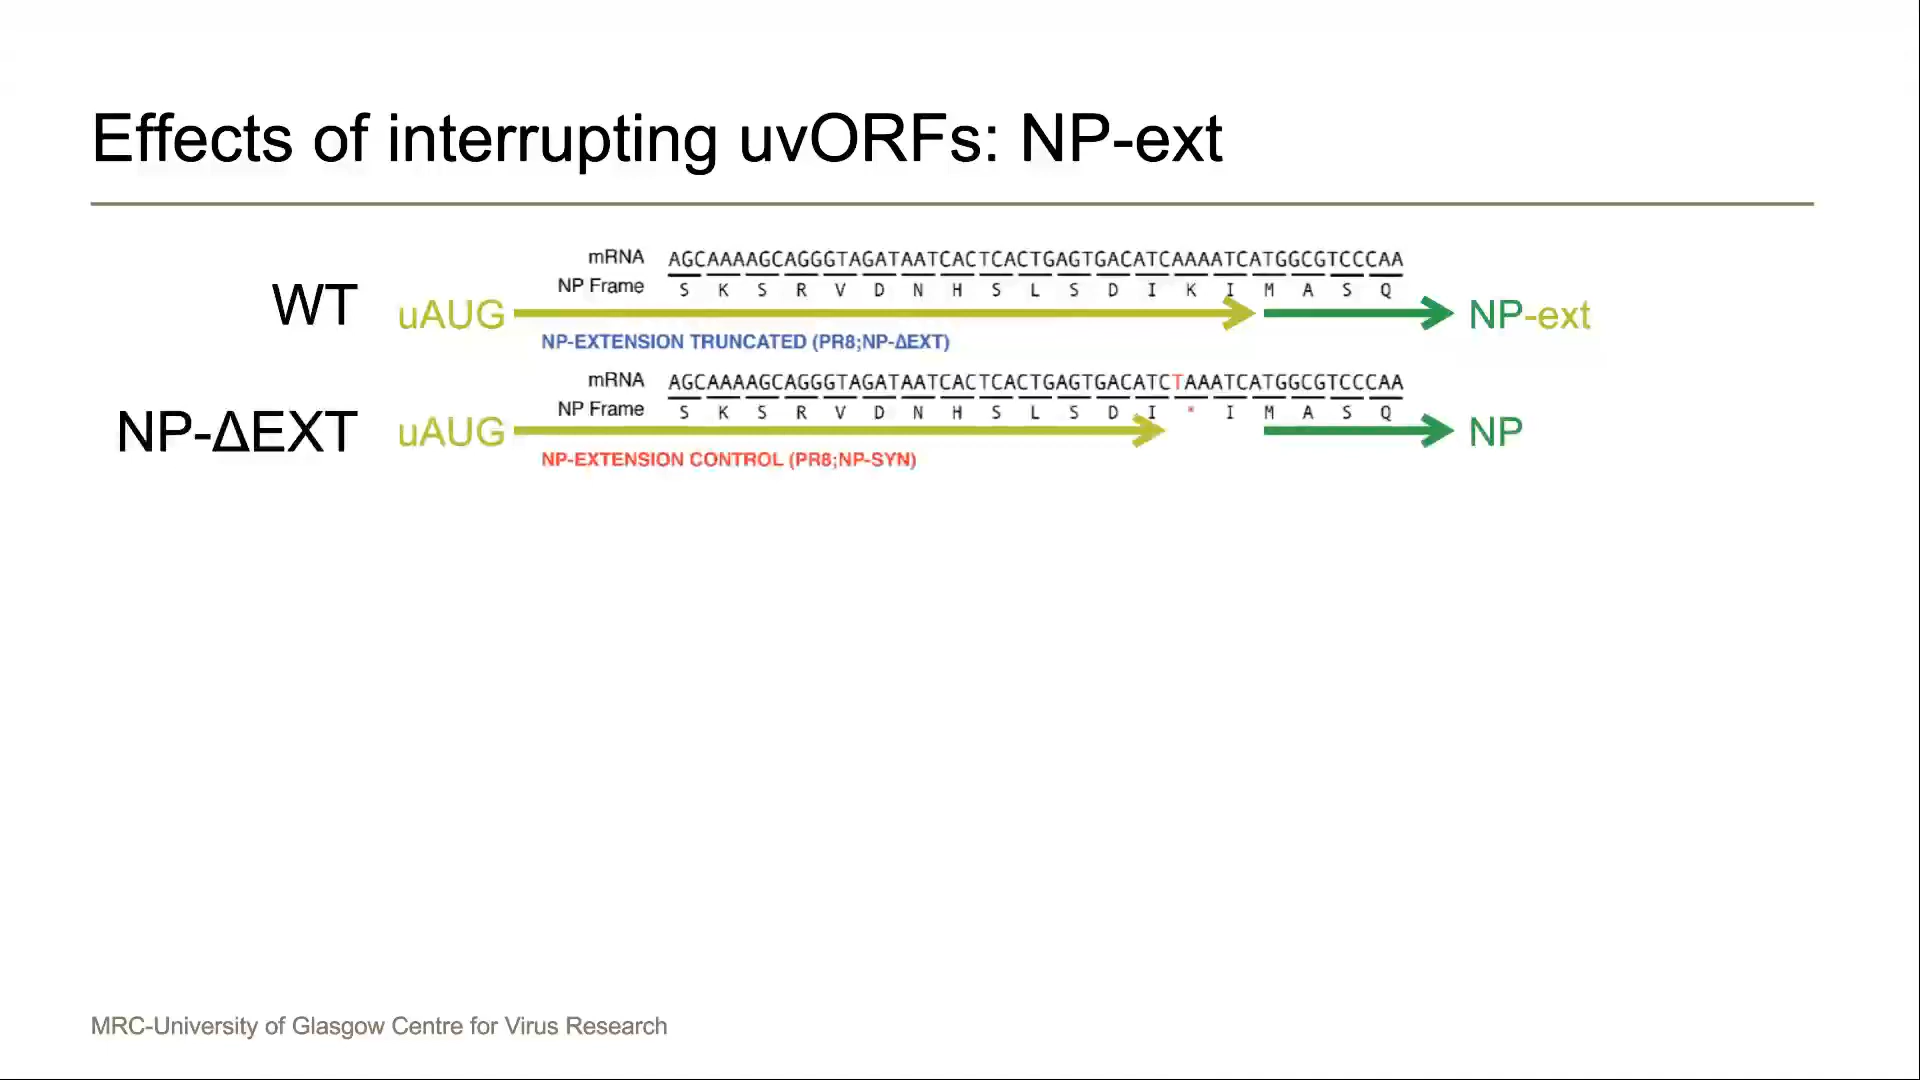 Effects of interrupting uvORFs: NP-ext
mRNA AGCAAAAGCAGGGTAGATAATCACTCACTGAGTGACATCAAAATCATGGCGTCCCAA
WT NP Frame S K S R V D N H S L S D I K I M A S Q
uAUG NP-ext
NP-EXTENSION TRUNCATED (PR8;NP-ΔEXT)
mRNA AGCAAAAGCAGGGTAGATAATCACTCACTGAGTGACATCTAAATCATGGCGTCCCAA
NP-ΔEXT NP Frame S K S R V D N H S L S D I * I M A S Q
uAUG NP
NP-EXTENSION CONTROL (PR8;NP-SYN)
MRC-University of Glasgow Centre for Virus Research